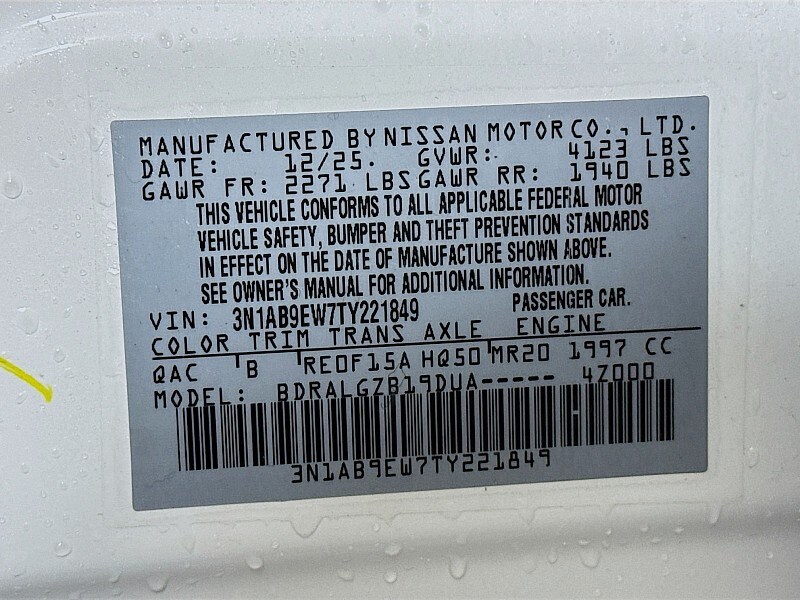 MANUFACTURED BY NISSAN MOTOR CO., LTD.
DATE: 12/25. GVWR: 4123 LBS
GAWR FR: 2271 LBS GAWR RR: 1940 LBS
THIS VEHICLE CONFORMS TO ALL APPLICABLE FEDERAL MOTOR
VEHICLE SAFETY, BUMPER AND THEFT PREVENTION STANDARDS
IN EFFECT ON THE DATE OF MANUFACTURE SHOWN ABOVE.
SEE OWNER'S MANUAL FOR ADDITIONAL INFORMATION.
VIN: 3N1AB9EW7TY221849 PASSENGER CAR.
COLOR TRIM TRANS AXLE ENGINE
QAC B RE0F15A HQ50 MR20 1997 CC
MODEL: BDRALGZB19DUA----- 4Z000
3N1AB9EW7TY221849